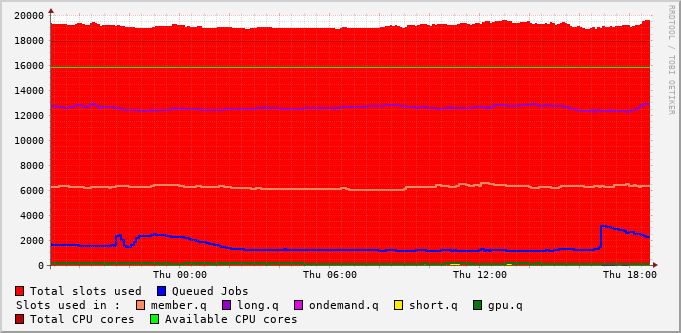 20000
18000
16000
14000
12000
10000
8000
6000
4000
2000
0
Thu 00:00 Thu 06:00 Thu 12:00 Thu 18:00
Total slots used Queued Jobs
Slots used in : member.q long.q ondemand.q short.q gpu.q
Total CPU cores Available CPU cores
RRDTOOL / TOBI OETIKER